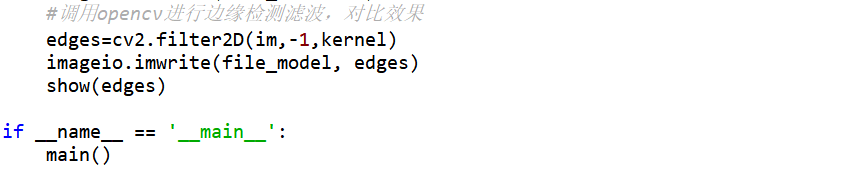 #调用opencv进行边缘检测滤波，对比效果
edges=cv2.filter2D(im,-1,kernel)
imageio.imwrite(file_model, edges)
show(edges)
if __name__ == '__main__':
main()